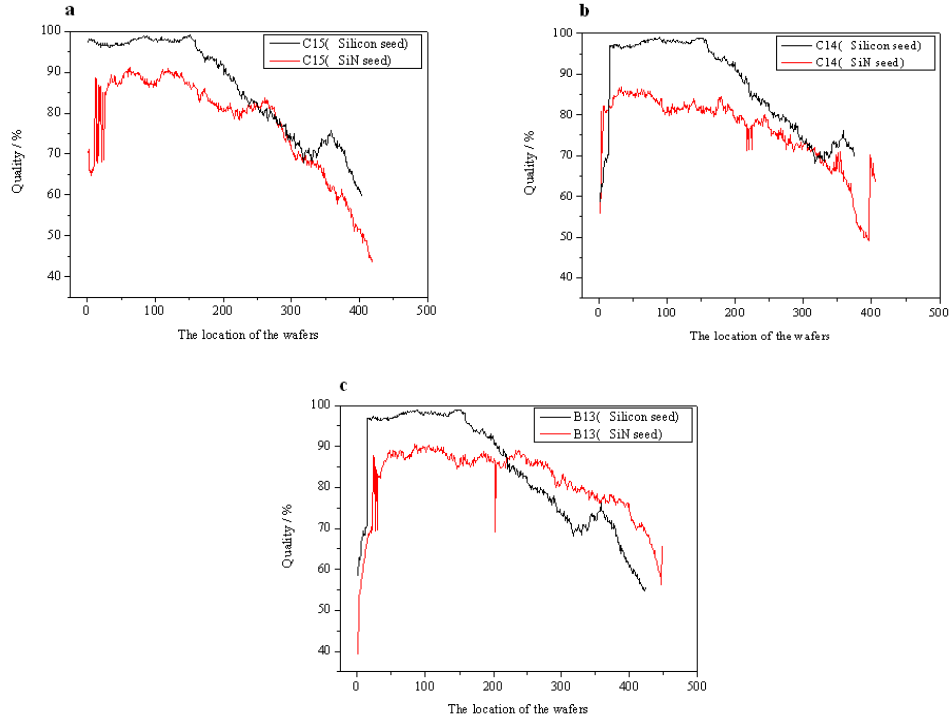 a
C15( Silicon seed)
C15( SiN seed)
100
90
80
70
60
50
40
Quality / %
0
100
200
300
400
500
The location of the wafers
b
C14( Silicon seed)
C14( SiN seed)
100
90
80
70
60
50
40
Quality / %
0
100
200
300
400
500
The location of the wafers
c
B13( Silicon seed)
B13( SiN seed)
100
90
80
70
60
50
40
Quality / %
0
100
200
300
400
500
The location of the wafers